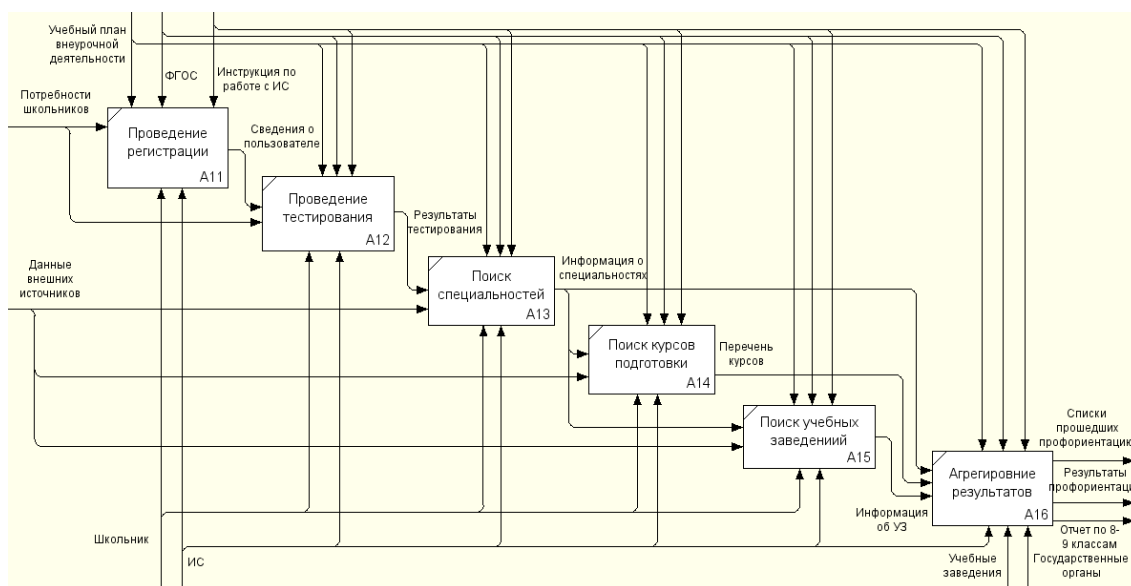 Учебный план
внеурочной
деятельности
ФГОС
Инструкция по
работе с ИС
Потребности
школьников
Проведение
регистрации
A11
Сведения о
пользователе
Проведение
тестирования
A12
Результаты
тестирования
Данные
внешних
источников
Поиск
специальностей
A13
Информация о
специальностях
Поиск курсов
подготовки
A14
Перечень
курсов
Поиск учебных
заведениий
A15
Информация
об УЗ
Агрегировние
результатов
A16
Списки
прошедших
профориентацик
Результаты
профориентаци
Отчет по 8-
9 классам
Школьник
ИС
Учебные
заведения
Государственные
органы